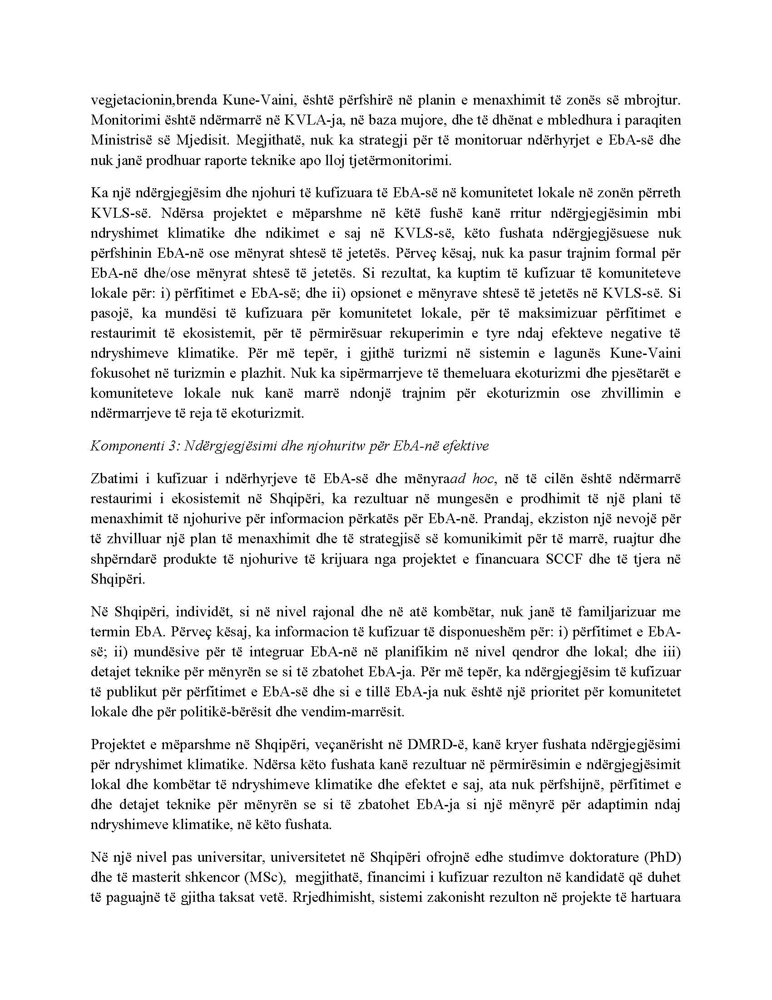 vegjetacionin,brenda Kune-Vaini, është përfshirë në planin e menaxhimit të zonës së mbrojtur.
Monitorimi është ndërmarrë në KVLA-ja, në baza mujore, dhe të dhënat e mbledhura i paraqiten
Ministrisë së Mjedisit. Megjithatë, nuk ka strategji për të monitoruar ndërhyrjet e EbA-së dhe
nuk janë prodhuar raporte teknike apo lloj tjetërmonitorimi.
Ka një ndërgjegjësim dhe njohuri të kufizuara të EbA-së në komunitetet lokale në zonën përreth
KVLS-së. Ndërsa projektet e mëparshme në këtë fushë kanë rritur ndërgjegjësimin mbi
ndryshimet klimatike dhe ndikimet e saj në KVLS-së, këto fushata ndërgjegjësuese nuk
përfshinin EbA-në ose mënyrat shtesë të jetetës. Përveç kësaj, nuk ka pasur trajnim formal për
EbA-në dhe/ose mënyrat shtesë të jetetës. Si rezultat, ka kuptim të kufizuar të komuniteteve
lokale për: i) përfitimet e EbA-së; dhe ii) opsionet e mënyrave shtesë të jetetës në KVLS-së. Si
pasojë, ka mundësi të kufizuara për komunitetet lokale, për të maksimizuar përfitimet e
restaurimit të ekosistemit, për të përmirësuar rekuperimin e tyre ndaj efekteve negative të
ndryshimeve klimatike. Për më tepër, i gjithë turizmi në sistemin e lagunës Kune-Vaini
fokusohet në turizmin e plazhit. Nuk ka sipërmarrjeve të themeluara ekoturizmi dhe pjesëtarët e
komuniteteve lokale nuk kanë marrë ndonjë trajnim për ekoturizmin ose zhvillimin e
ndërmarrjeve të reja të ekoturizmit.
Komponenti 3: Ndërgjegjësimi dhe njohuritw për EbA-në efektive
Zbatimi i kufizuar i ndërhyrjeve të EbA-së dhe mënyraad hoc, në të cilën është ndërmarrë
restaurimi i ekosistemit në Shqipëri, ka rezultuar në mungesën e prodhimit të një plani të
menaxhimit të njohurive për informacion përkatës për EbA-në. Prandaj, ekziston një nevojë për
të zhvilluar një plan të menaxhimit dhe të strategjisë së komunikimit për të marrë, ruajtur dhe
shpërndarë produkte të njohurive të krijuara nga projektet e financuara SCCF dhe të tjera në
Shqipëri.
Në Shqipëri, individët, si në nivel rajonal dhe në atë kombëtar, nuk janë të familjarizuar me
termin EbA. Përveç kësaj, ka informacion të kufizuar të disponueshëm për: i) përfitimet e EbA-
së; ii) mundësive për të integruar EbA-në në planifikim në nivel qendror dhe lokal; dhe iii)
detajet teknike për mënyrën se si të zbatohet EbA-ja. Për më tepër, ka ndërgjegjësim të kufizuar
të publikut për përfitimet e EbA-së dhe si e tillë EbA-ja nuk është një prioritet për komunitetet
lokale dhe për politikë-bërësit dhe vendim-marrësit.
Projektet e mëparshme në Shqipëri, veçanërisht në DMRD-ë, kanë kryer fushata ndërgjegjësimi
për ndryshimet klimatike. Ndërsa këto fushata kanë rezultuar në përmirësimin e ndërgjegjësimit
lokal dhe kombëtar të ndryshimeve klimatike dhe efektet e saj, ata nuk përfshijnë, përfitimet e
dhe detajet teknike për mënyrën se si të zbatohet EbA-ja si një mënyrë për adaptimin ndaj
ndryshimeve klimatike, në këto fushata.
Në një nivel pas universitar, universitetet në Shqipëri ofrojnë edhe studimve doktorature (PhD)
dhe të masterit shkencor (MSc), megjithatë, financimi i kufizuar rezulton në kandidatë që duhet
të paguajnë të gjitha taksat vetë. Rrjedhimisht, sistemi zakonisht rezulton në projekte të hartuara